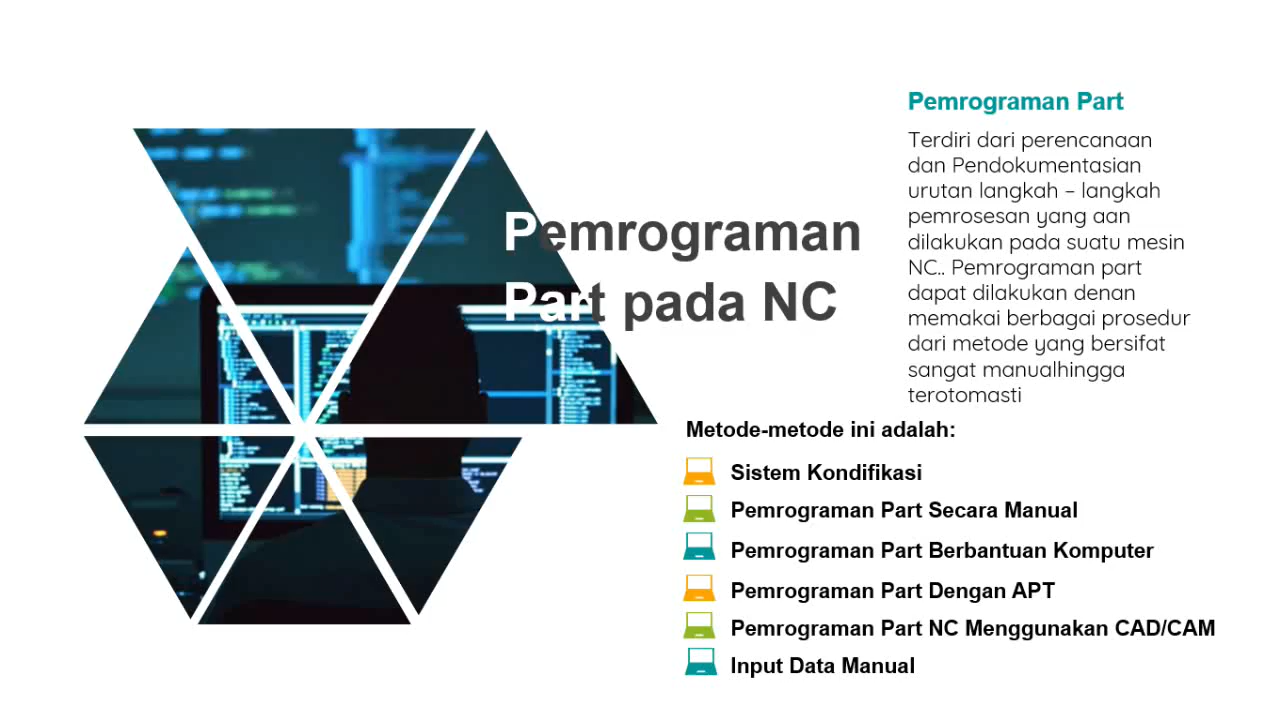 Pemrograman
Part pada NC
Pemrograman Part
Terdiri dari perencanaan
dan Pendokumentasian
urutan langkah – langkah
pemrosesan yang aan
dilakukan pada suatu mesin
NC.. Pemrograman part
dapat dilakukan denan
memakai berbagai prosedur
dari metode yang bersifat
sangat manualhingga
terotomasti
Metode-metode ini adalah:
Sistem Kondifikasi
Pemrograman Part Secara Manual
Pemrograman Part Berbantuan Komputer
Pemrograman Part Dengan APT
Pemrograman Part NC Menggunakan CAD/CAM
Input Data Manual